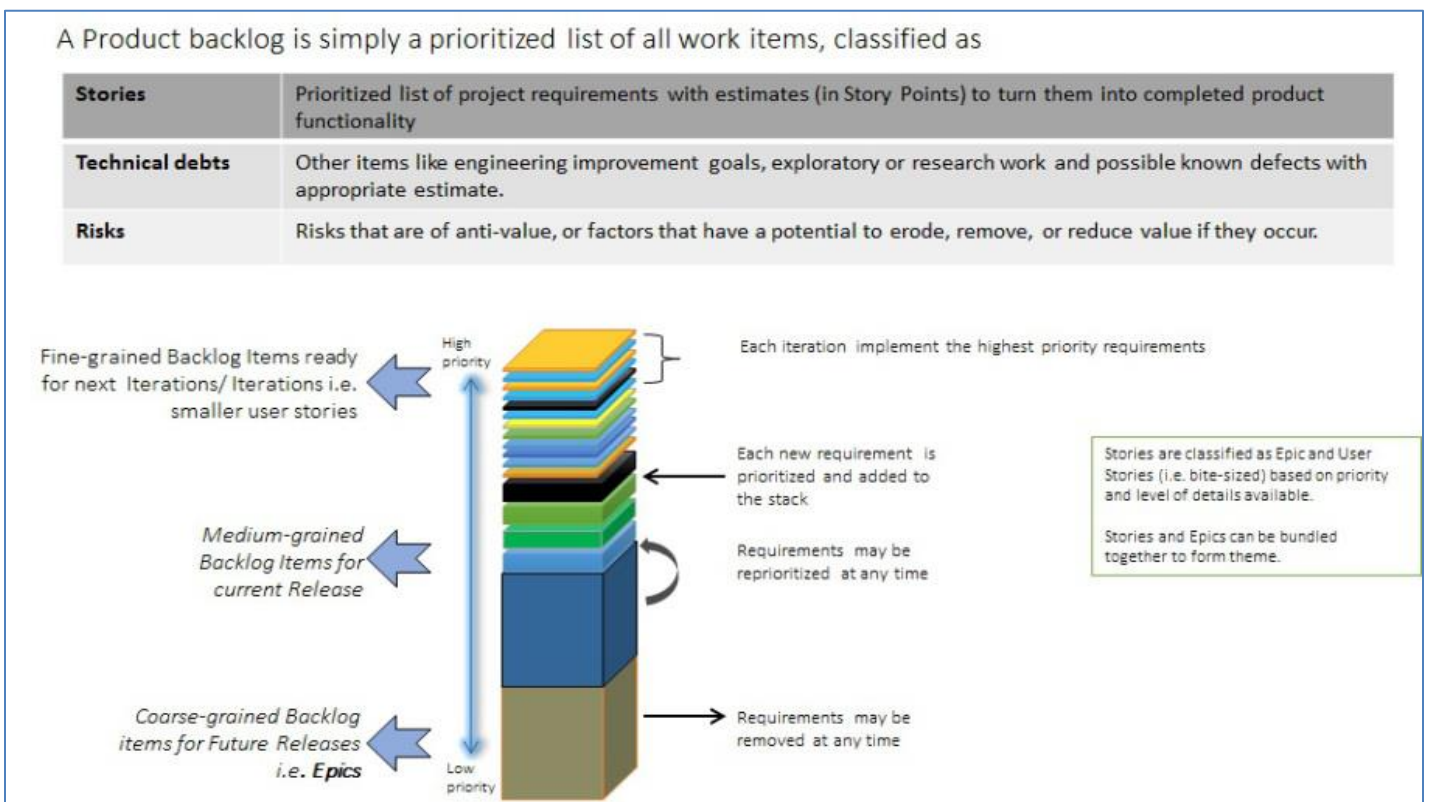 A Product backlog is simply a prioritized list of all work items, classified as
Stories
Prioritized list of project requirements with estimates (in Story Points) to turn them into completed product
functionality
Technical debts
Other items like engineering improvement goals, exploratory or research work and possible known defects with
appropriate estimate.
Risks
Risks that are of anti-value, or factors that have a potential to erode, remove, or reduce value if they occur.
Fine-grained Backlog Items ready
for next Iterations/ Iterations i.e.
smaller user stories
High
priority
Each iteration implement the highest priority requirements
Each new requirement is
prioritized and added to
the stack
Stories are classified as Epic and User
Stories (i.e. bite-sized) based on priority
and level of details available.
Stories and Epics can be bundled
together to form theme.
Medium-grained
Backlog Items for
current Release
Requirements may be
reprioritized at any time
Coarse-grained Backlog
items for Future Releases
i.e. Epics
Low
priority
Requirements may be
removed at any time